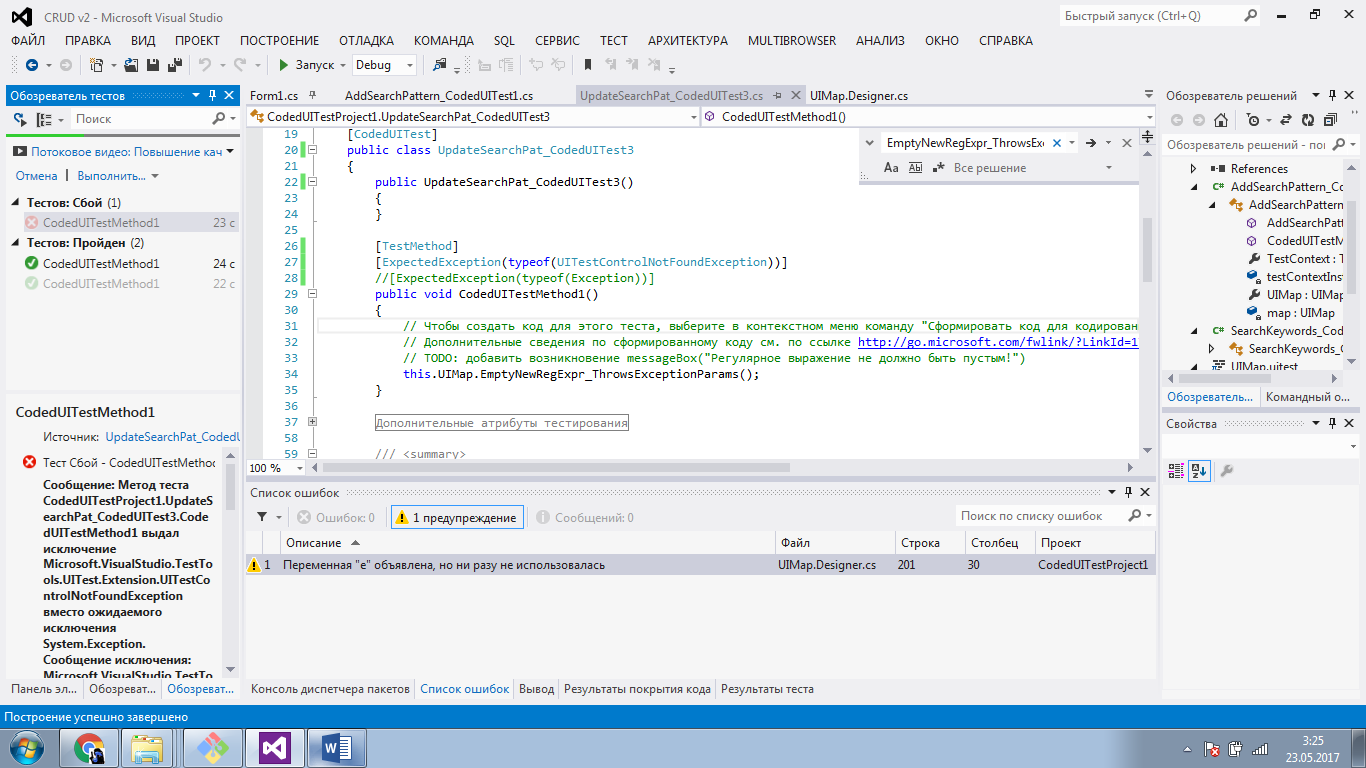 CRUD v2 - Microsoft Visual Studio
Быстрый запуск (Ctrl+Q)
ФАЙЛ ПРАВКА ВИД ПРОЕКТ ПОСТРОЕНИЕ ОТЛАДКА КОМАНДА SQL СЕРВИС ТЕСТ АРХИТЕКТУРА MULTIBROWSER АНАЛИЗ ОКНО СПРАВКА
Запуск Debug
Обозреватель тестов
Поиск
Потоковое видео: Повышение кач
Отмена | Выполнить...
Тестов: Сбой (1)
CodedUITestMethod1 23 с
Тестов: Пройден (2)
CodedUITestMethod1 24 с
CodedUITestMethod1 22 с
CodedUITestMethod1
Источник: UpdateSearchPat_CodedU
Тест Сбой - CodedUITestMethod
Сообщение: Метод теста
CodedUITestProject1.UpdateS
earchPat_CodedUITest3.Code
dUITestMethod1 выдал
исключение
Microsoft.VisualStudio.TestToo
ls.UITest.Extension.UITestCo
ntrolNotFoundException
вместо ожидаемого
исключения
System.Exception.
Сообщение исключения:
Microsoft.VisualStudio.TestTo
Панель эл... Обозреват... Обозреват...
Form1.cs AddSearchPattern_CodedUITest1.cs UpdateSearchPat_CodedUITest3.cs UIMap.Designer.cs
CodedUITestProject1.UpdateSearchPat_CodedUITest3 CodedUITestMethod1()
EmptyNewRegExpr_ThrowsExc
Aa Ab Все решение
19 [CodedUITest]
20 public class UpdateSearchPat_CodedUITest3
21 {
22 public UpdateSearchPat_CodedUITest3()
23 {
24 }
25
26 [TestMethod]
27 [ExpectedException(typeof(UITestControlNotFoundException))]
28 //[ExpectedException(typeof(Exception))]
29 public void CodedUITestMethod1()
30 {
31 // Чтобы создать код для этого теста, выберите в контекстном меню команду "Сформировать код для кодирован
32 // Дополнительные сведения по сформированному коду см. по ссылке http://go.microsoft.com/fwlink/?LinkId=1
33 // TODO: добавить возникновение messageBox("Регулярное выражение не должно быть пустым!")
34 this.UIMap.EmptyNewRegExpr_ThrowsExceptionParams();
35 }
36
37 Дополнительные атрибуты тестирования
58
59 /// <summary>
100 %
Список ошибок
Ошибок: 0 1 предупреждение Сообщений: 0
Поиск по списку ошибок
Описание Файл Строка Столбец Проект
1 Переменная "e" объявлена, но ни разу не использовалась UIMap.Designer.cs 201 30 CodedUITestProject1
Консоль диспетчера пакетов Список ошибок Вывод Результаты покрытия кода Результаты теста
Обозреватель решений
Обозреватель решений - пои
References
AddSearchPattern_Co
AddSearchPattern
AddSearchPatt
CodedUITestM
TestContext : T
testContextIns
UIMap : UIMap
map : UIMap
SearchKeywords_Cod
SearchKeywords_C
UIMap.uitest
Обозреватель... Командный о...
Свойства
Построение успешно завершено
3:25
23.05.2017